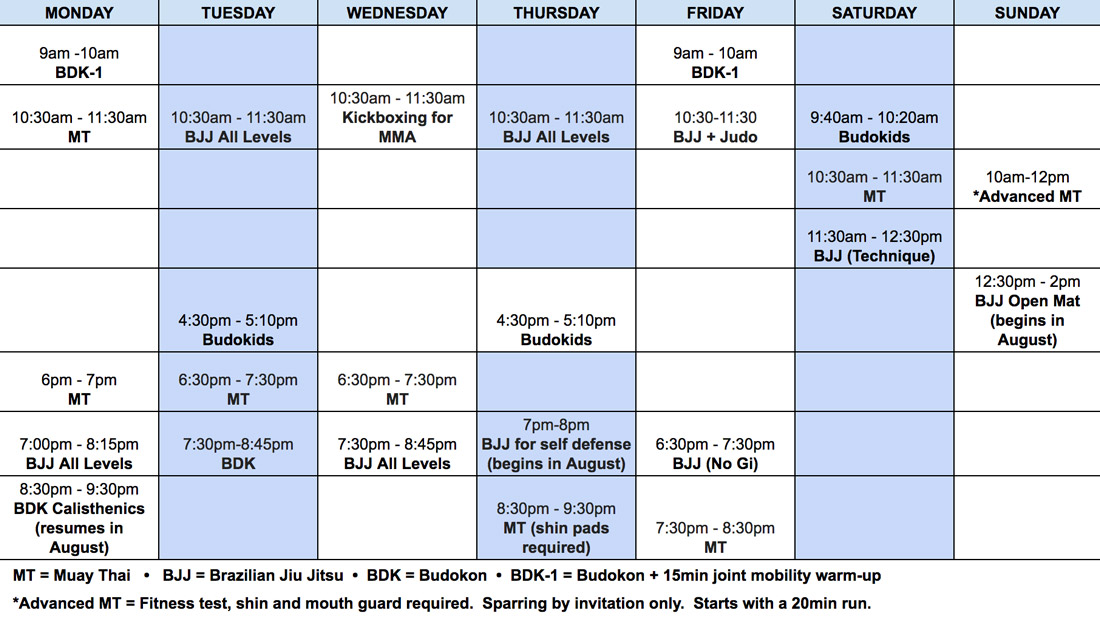 MONDAY TUESDAY WEDNESDAY THURSDAY FRIDAY SATURDAY SUNDAY
9am -10am
BDK-1
9am - 10am
BDK-1
10:30am - 11:30am
MT
10:30am - 11:30am
BJJ All Levels
10:30am - 11:30am
Kickboxing for
MMA
10:30am - 11:30am
BJJ All Levels
10:30-11:30
BJJ + Judo
9:40am - 10:20am
Budokids
10:30am - 11:30am
MT
10am-12pm
*Advanced MT
11:30am - 12:30pm
BJJ (Technique)
4:30pm - 5:10pm
Budokids
4:30pm - 5:10pm
Budokids
12:30pm - 2pm
BJJ Open Mat
(begins in
August)
6pm - 7pm
MT
6:30pm - 7:30pm
MT
6:30pm - 7:30pm
MT
7:00pm - 8:15pm
BJJ All Levels
7:30pm-8:45pm
BDK
7:30pm - 8:45pm
BJJ All Levels
7pm-8pm
BJJ for self defense
(begins in August)
6:30pm - 7:30pm
BJJ (No Gi)
8:30pm - 9:30pm
BDK Calisthenics
(resumes in
August)
8:30pm - 9:30pm
MT (shin pads
required)
7:30pm - 8:30pm
MT
MT = Muay Thai • BJJ = Brazilian Jiu Jitsu • BDK = Budokon • BDK-1 = Budokon + 15min joint mobility warm-up
*Advanced MT = Fitness test, shin and mouth guard required. Sparring by invitation only. Starts with a 20min run.